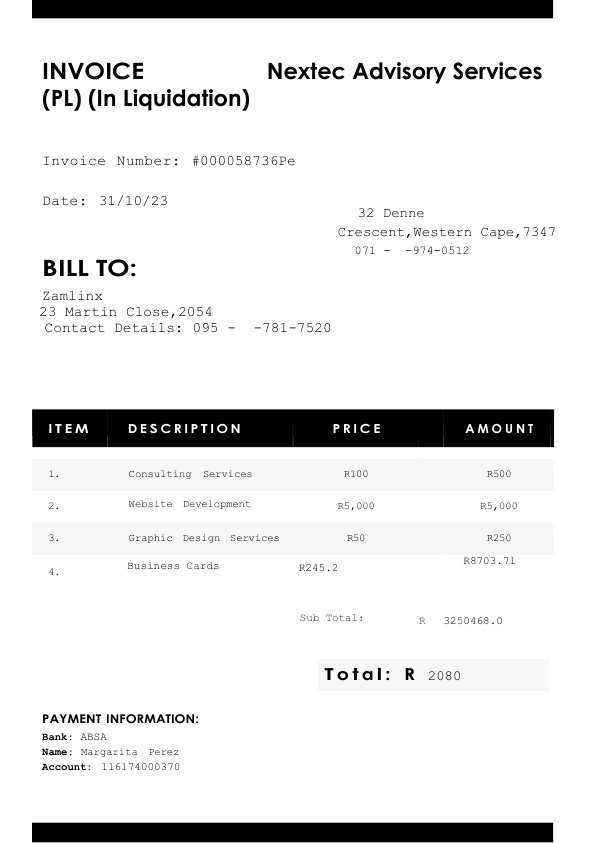 INVOICE Nextec Advisory Services
(PL) (In Liquidation)
Invoice Number: #000058736Pe
Date: 31/10/23
32 Denne
Crescent,Western Cape,7347
071 - -974-0512
BILL TO:
Zamlinx
23 Martin Close,2054
Contact Details: 095 - -781-7520
ITEM DESCRIPTION PRICE AMOUNT
1. Consulting Services R100 R500
2. Website Development R5,000 R5,000
3. Graphic Design Services R50 R250
4. Business Cards R245.2 R8703.71
Sub Total: R 3250468.0
Total: R 2080
PAYMENT INFORMATION:
Bank: ABSA
Name: Margarita Perez
Account: 116174000370